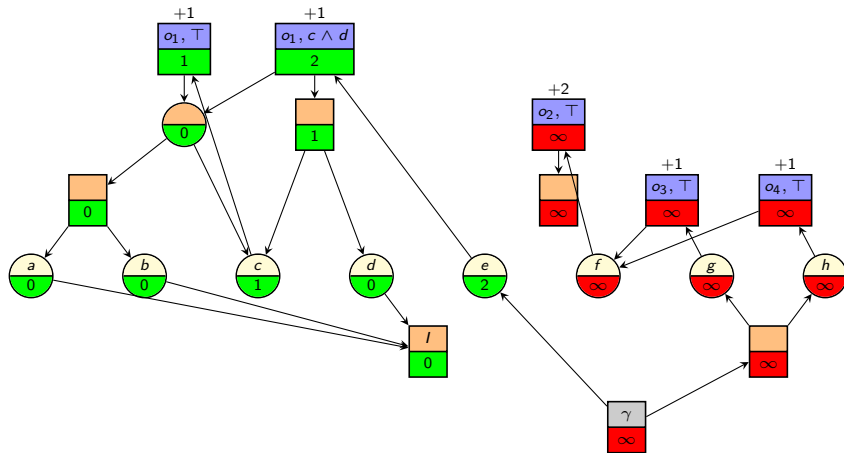 +1 +1
o₁, ⊤ o₁, c ∧ d
1 2
+2
o₂, ⊤
0 1 ∞
+1 +1
o₃, ⊤ o₄, ⊤
0 ∞ ∞ ∞
a b c d e f g h
0 0 1 0 2 ∞ ∞ ∞
I
0 ∞
γ
∞